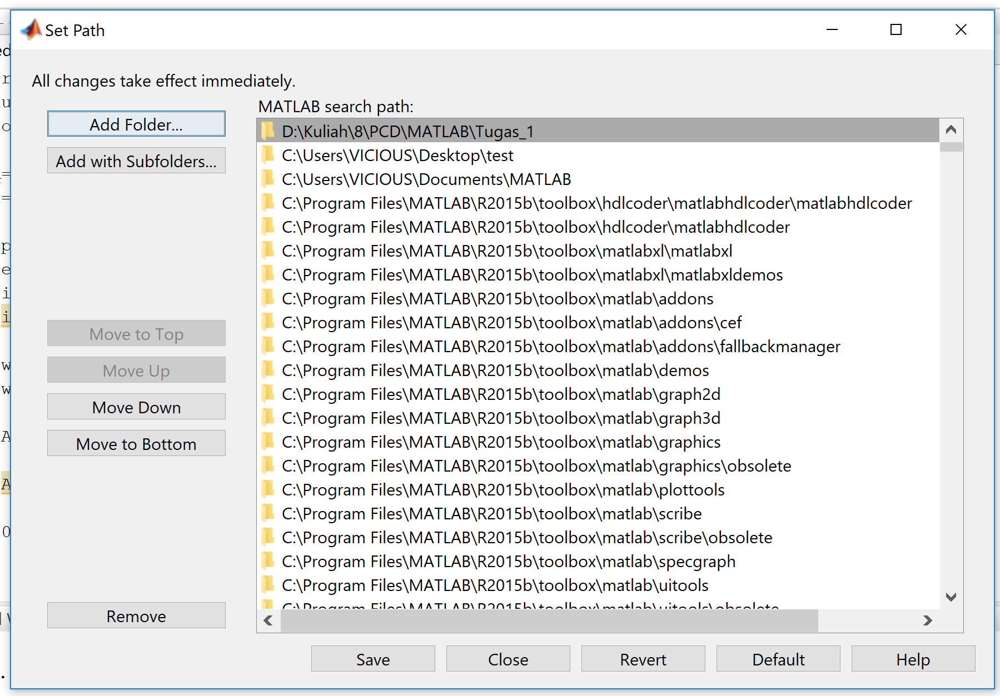 Set Path
All changes take effect immediately.
MATLAB search path:
Add Folder...
Add with Subfolders...
Move to Top
Move Up
Move Down
Move to Bottom
Remove
D:\Kuliah\8\PCD\MATLAB\Tugas_1
C:\Users\VICIOUS\Desktop\test
C:\Users\VICIOUS\Documents\MATLAB
C:\Program Files\MATLAB\R2015b\toolbox\hdlcoder\matlabhdlcoder\matlabhdlcoder
C:\Program Files\MATLAB\R2015b\toolbox\hdlcoder\matlabhdlcoder
C:\Program Files\MATLAB\R2015b\toolbox\matlabxl\matlabxl
C:\Program Files\MATLAB\R2015b\toolbox\matlabxl\matlabxldemos
C:\Program Files\MATLAB\R2015b\toolbox\matlab\addons
C:\Program Files\MATLAB\R2015b\toolbox\matlab\addons\cef
C:\Program Files\MATLAB\R2015b\toolbox\matlab\addons\fallbackmanager
C:\Program Files\MATLAB\R2015b\toolbox\matlab\demos
C:\Program Files\MATLAB\R2015b\toolbox\matlab\graph2d
C:\Program Files\MATLAB\R2015b\toolbox\matlab\graph3d
C:\Program Files\MATLAB\R2015b\toolbox\matlab\graphics
C:\Program Files\MATLAB\R2015b\toolbox\matlab\graphics\obsolete
C:\Program Files\MATLAB\R2015b\toolbox\matlab\plottools
C:\Program Files\MATLAB\R2015b\toolbox\matlab\scribe
C:\Program Files\MATLAB\R2015b\toolbox\matlab\scribe\obsolete
C:\Program Files\MATLAB\R2015b\toolbox\matlab\specgraph
C:\Program Files\MATLAB\R2015b\toolbox\matlab\uitools
C:\Program Files\MATLAB\R2015b\toolbox\matlab\uitools\obsolete
Save
Close
Revert
Default
Help